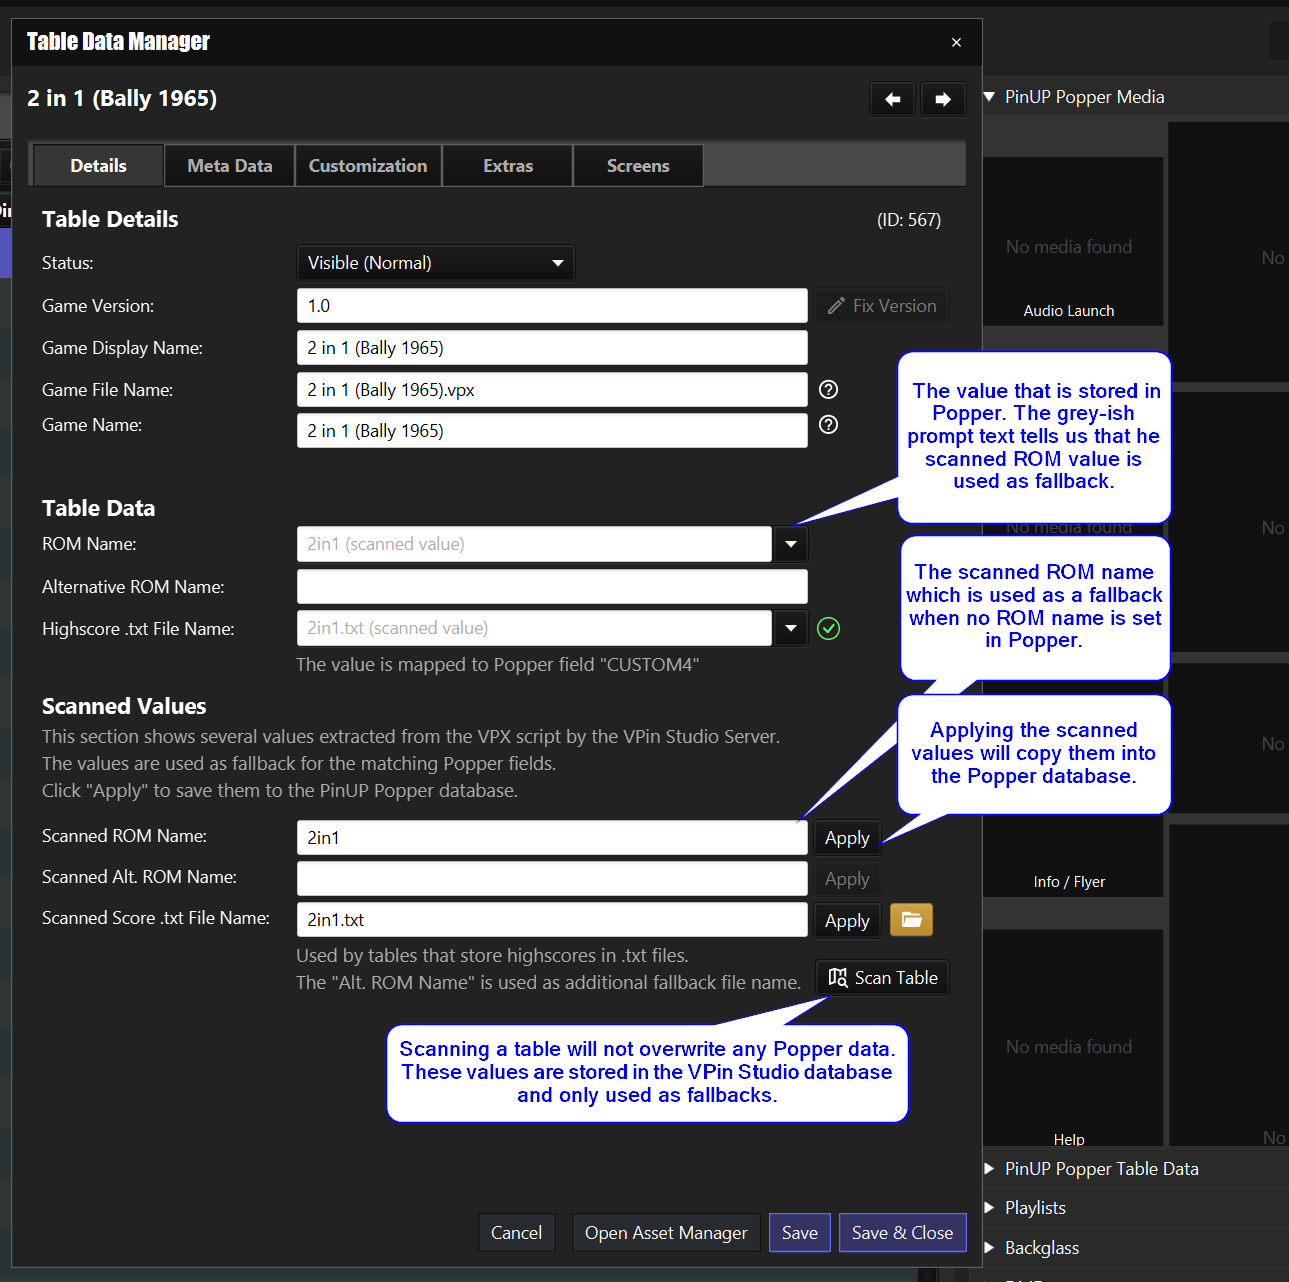 Table Data Manager
×
2 in 1 (Bally 1965)
PinUP Popper Media
Details
Meta Data
Customization
Extras
Screens
Table Details
(ID: 567)
Status:
Visible (Normal)
Game Version:
1.0
Fix Version
Game Display Name:
2 in 1 (Bally 1965)
Game File Name:
2 in 1 (Bally 1965).vpx
Game Name:
2 in 1 (Bally 1965)
No media found
No
Audio Launch
The value that is stored in
Popper. The grey-ish
prompt text tells us that he
scanned ROM value is
used as fallback.
Table Data
ROM Name:
2in1 (scanned value)
Alternative ROM Name:
Highscore .txt File Name:
2in1.txt (scanned value)
The value is mapped to Popper field "CUSTOM4"
No media found
No
The scanned ROM name
which is used as a fallback
when no ROM name is set
in Popper.
Scanned Values
This section shows several values extracted from the VPX script by the VPin Studio Server.
The values are used as fallback for the matching Popper fields.
Click "Apply" to save them to the PinUP Popper database.
Applying the scanned
values will copy them into
the Popper database.
No
Scanned ROM Name:
2in1
Apply
Scanned Alt. ROM Name:
Apply
Scanned Score .txt File Name:
2in1.txt
Apply
Used by tables that store highscores in .txt files.
The "Alt. ROM Name" is used as additional fallback file name.
Scan Table
Info / Flyer
Scanning a table will not overwrite any Popper data.
These values are stored in the VPin Studio database
and only used as fallbacks.
No media found
Help
No
PinUP Popper Table Data
Playlists
Backglass
Cancel
Open Asset Manager
Save
Save & Close